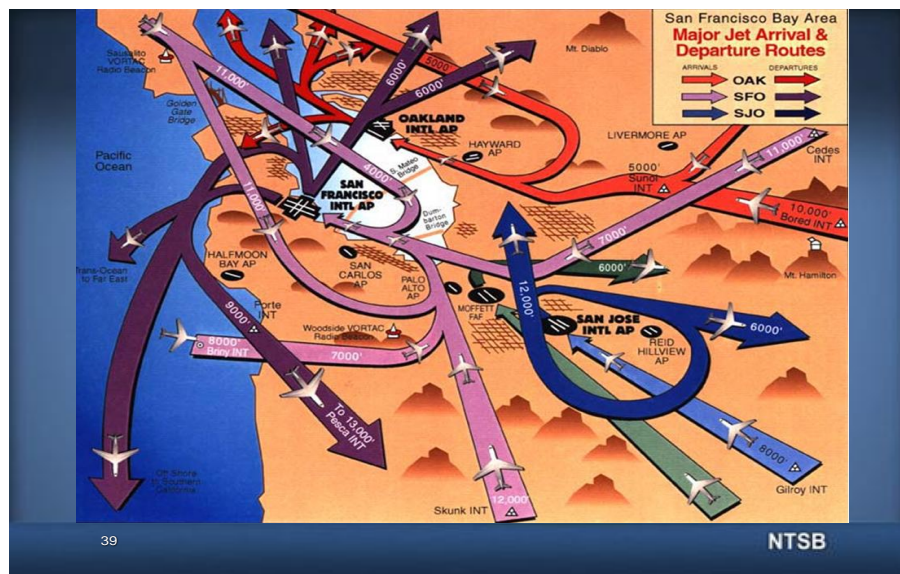 San Francisco Bay Area
Major Jet Arrival &
Departure Routes
ARRIVALS
DEPARTURES
OAK
SFO
SJO
Sausalito
VORTAC
Radio Beacon
11,000'
Golden
Gate
Bridge
Pacific
Ocean
6000'
6000'
5000'
Mt. Diablo
OAKLAND
INTL AP
HAYWARD
AP
LIVERMORE AP
Cedes
INT
11,000'
4000'
S. Mateo
Bridge
5000'
Sunol
INT
SAN
FRANCISCO
INTL AP
11,000'
Dum-
barton
Bridge
10,000'
Bored INT
7000'
Trans-Ocean
to Far East
HALFMOON
BAY AP
SAN
CARLOS
AP
PALO
ALTO
AP
6000'
Mt. Hamilton
MOFFETT
FAF
12,000'
9000'
Porte
INT
SAN JOSE
INTL AP
6000'
REID
HILLVIEW
AP
Woodside VORTAC
Radio Beacon
8000'
Briny INT
7000'
To 13,000'
Pesca INT
8000'
Gilroy INT
Off Shore
to Southern
California
12,000'
Skunk INT
39
NTSB